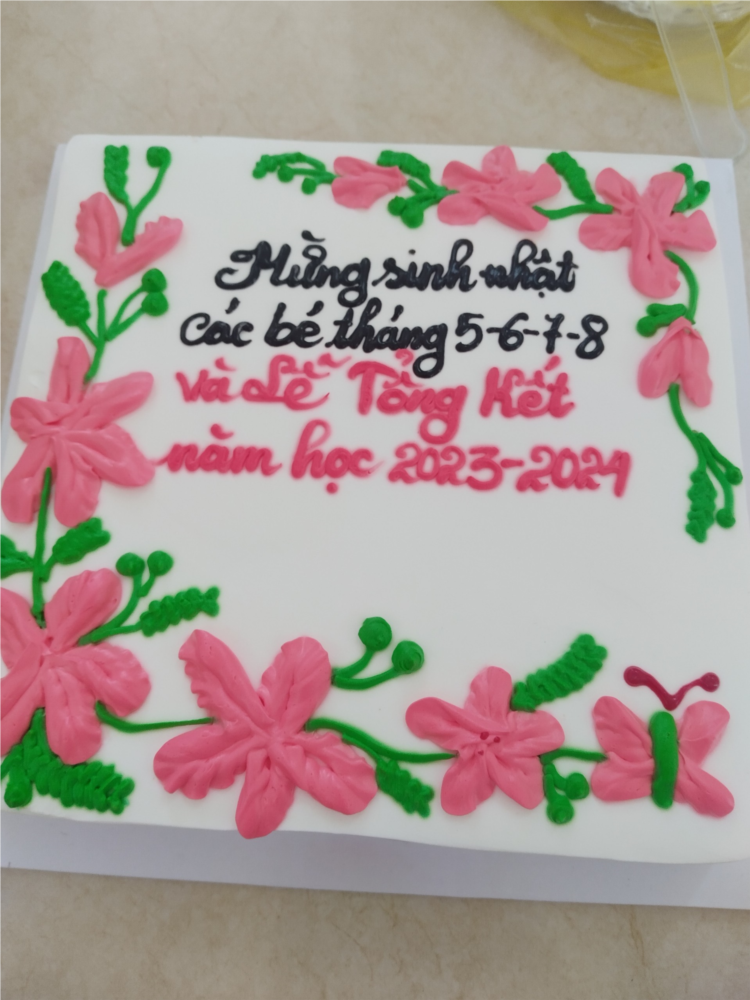 Mừng sinh nhật
các bé tháng 5-6-7-8
và Lễ Tổng Kết
năm học 2023-2024